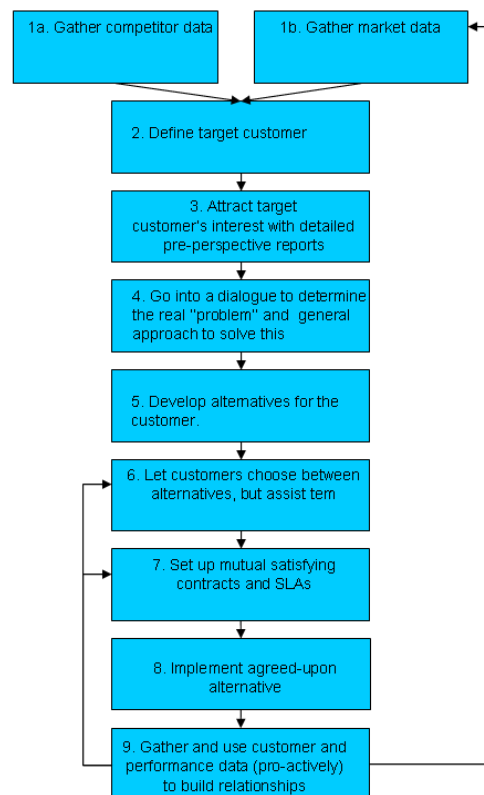 1a. Gather competitor data
1b. Gather market data
2. Define target customer
3. Attract target
customer's interest with detailed
pre-perspective reports
4. Go into a dialogue to determine
the real "problem" and general
approach to solve this
5. Develop alternatives for the
customer.
6. Let customers choose between
alternatives, but assist tem
7. Set up mutual satisfying
contracts and SLAs
8. Implement agreed-upon
alternative
9. Gather and use customer and
performance data (pro-actively)
to build relationships